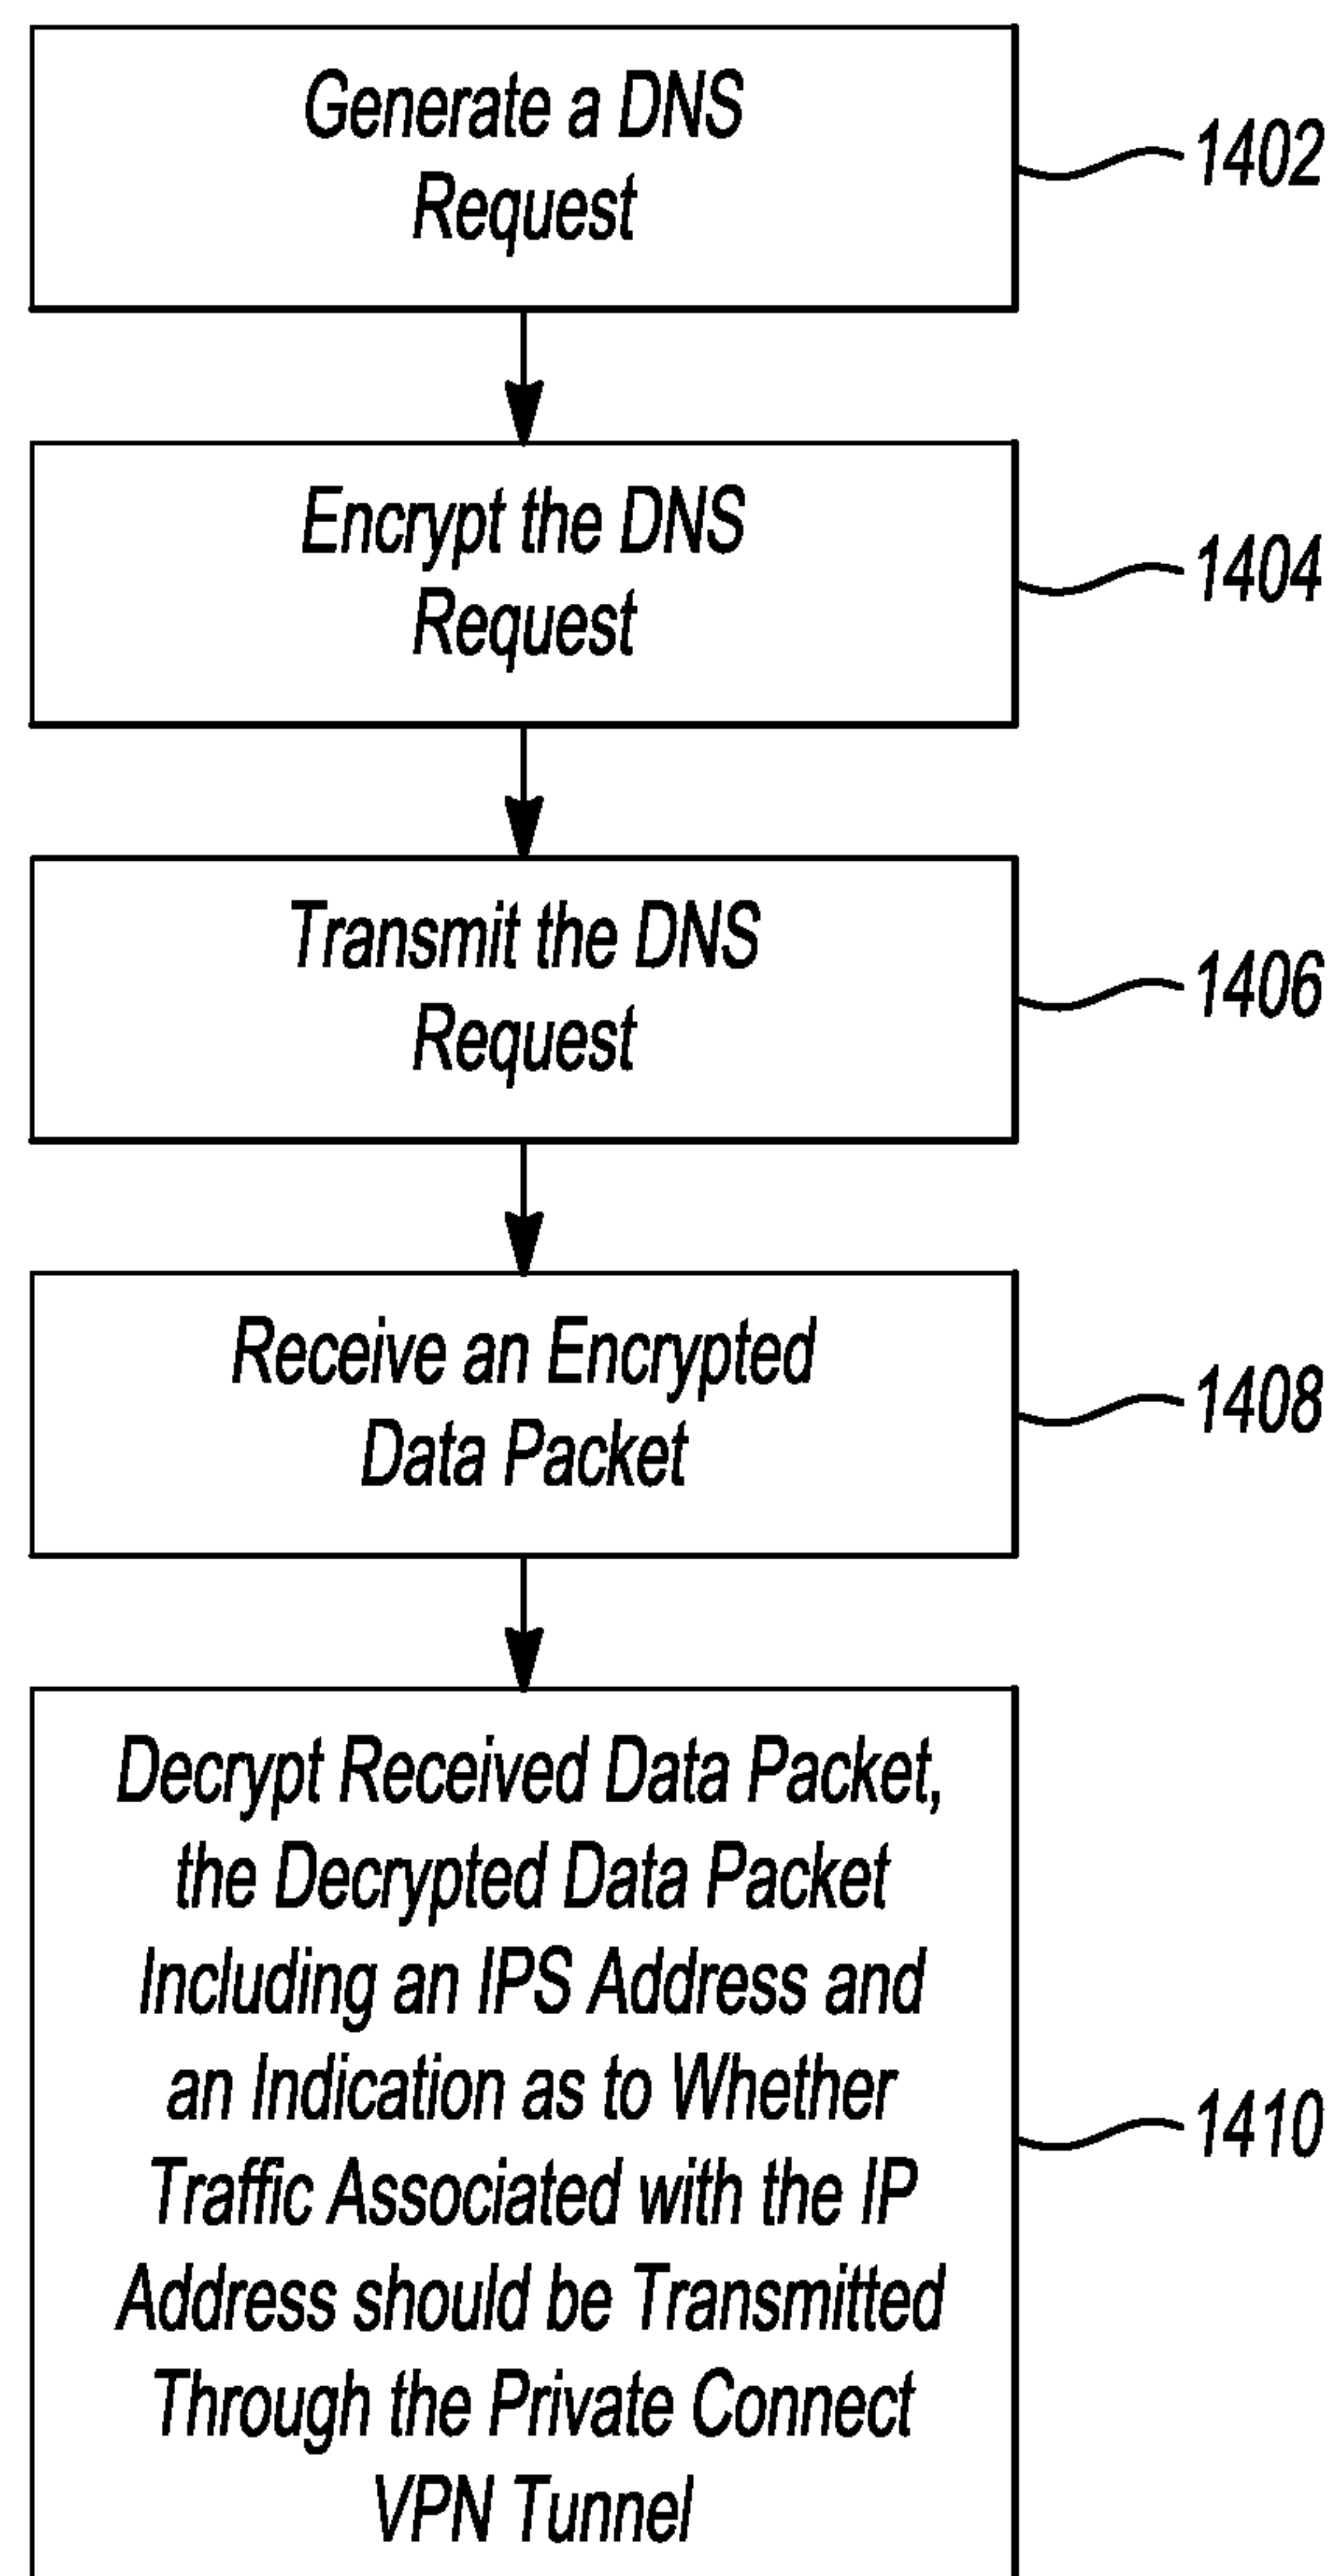 Generate a DNS
Request
1402
Encrypt the DNS
Request
1404
Transmit the DNS
Request
1406
Receive an Encrypted
Data Packet
1408
Decrypt Received Data Packet,
the Decrypted Data Packet
Including an IPS Address and
an Indication as to Whether
Traffic Associated with the IP
Address should be Transmitted
Through the Private Connect
VPN Tunnel
1410